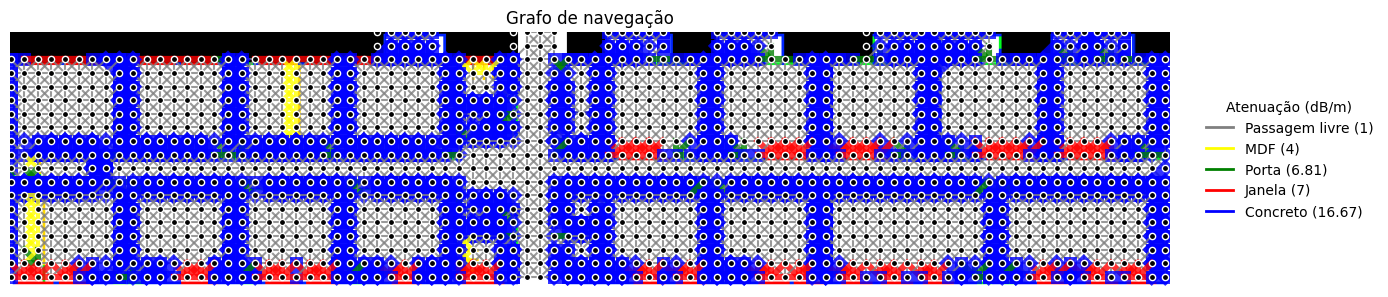 Grafo de navegação
Atenuação (dB/m)
Passagem livre (1)
MDF (4)
Porta (6.81)
Janela (7)
Concreto (16.67)